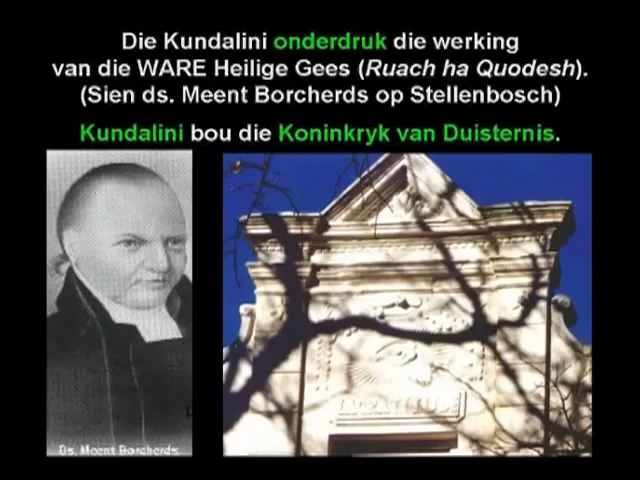 Die Kundalini onderdruk die werking
van die WARE Heilige Gees (Ruach ha Quodesh).
(Sien ds. Meent Borcherds op Stellenbosch)
Kundalini bou die Koninkryk van Duisternis.
Ds. Meent Borcherds